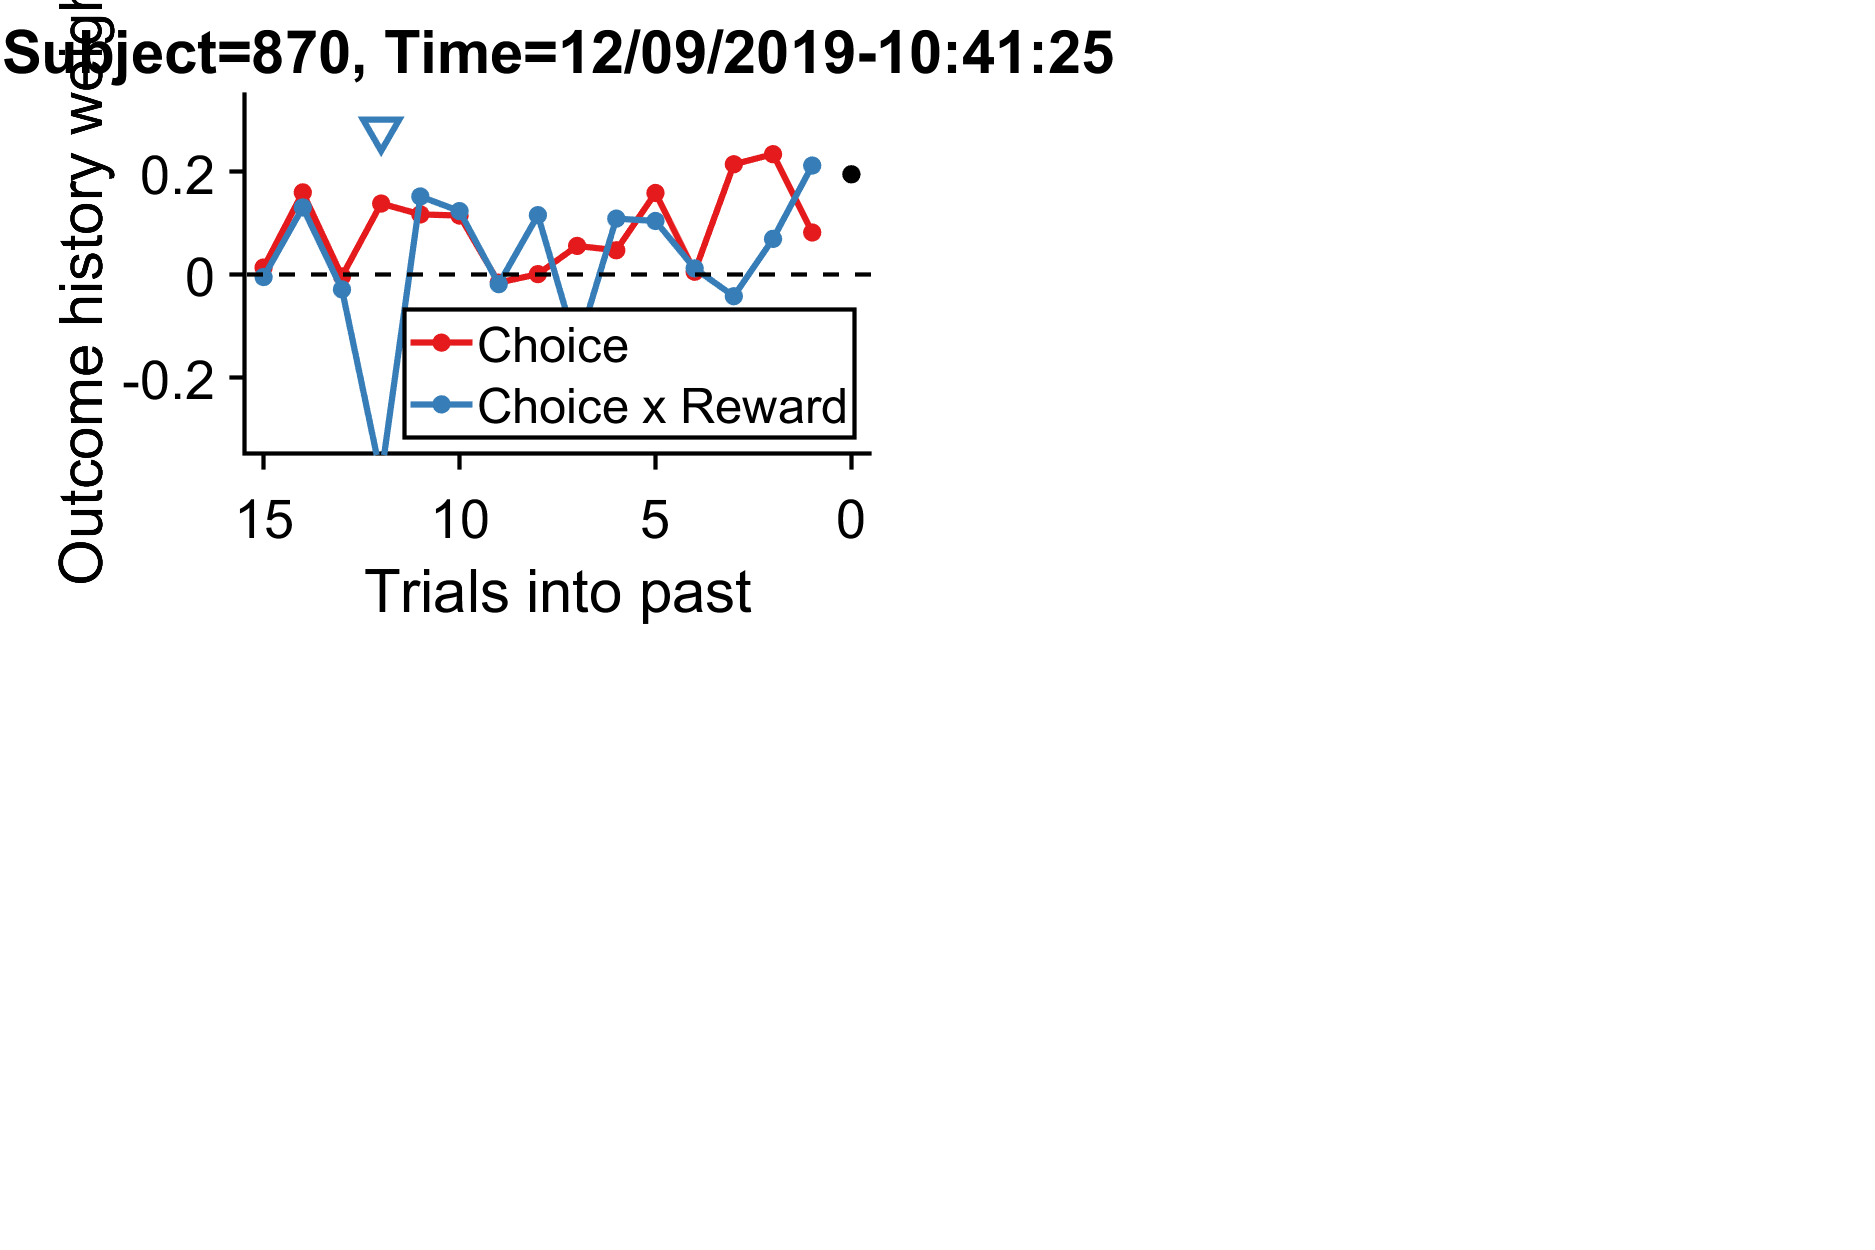 Subject=870, Time=12/09/2019-10:41:25
Outcome history weigh
0.2
0
-0.2
Choice
Choice x Reward
15
10
5
0
Trials into past